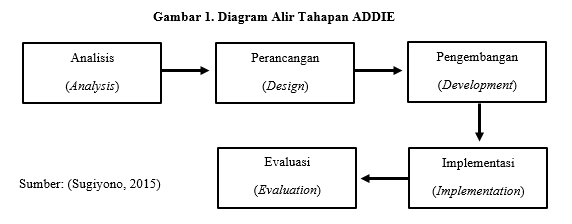 Gambar 1. Diagram Alir Tahapan ADDIE
Analisis
(Analysis)
Perancangan
(Design)
Pengembangan
(Development)
Implementasi
(Implementation)
Evaluasi
(Evaluation)
Sumber: (Sugiyono, 2015)